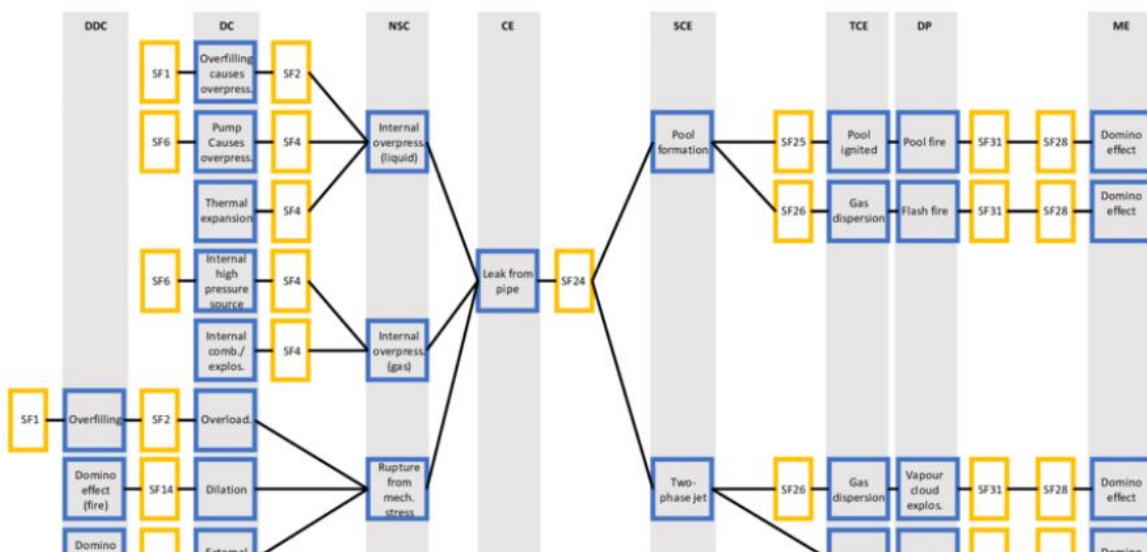 DDC DC NSC CE SCE TCE DP ME
SF1 Overfilling SF2
causes
overpress.
SF6 Pump SF4 Internal Pool SF25 Pool Pool fire SF31 SF28 Domino
Causes overpress. formation ignited effect
overpress. (liquid)
Thermal SF4 SF26 Gas Flash fire SF31 SF28 Domino
expansion dispersion effect
SF6 Internal SF4 Leak from SF24
high pipe
pressure
source
Internal SF4 Internal
comb./ overpress.
explos. (gas)
SF1 Overfilling SF2 Overload.
Domino SF14 Dilation Rupture Two- SF26 Gas Vapour SF31 SF28 Domino
effect from phase jet dispersion cloud effect
(fire) mech. explos.
stress
Domino External Domino